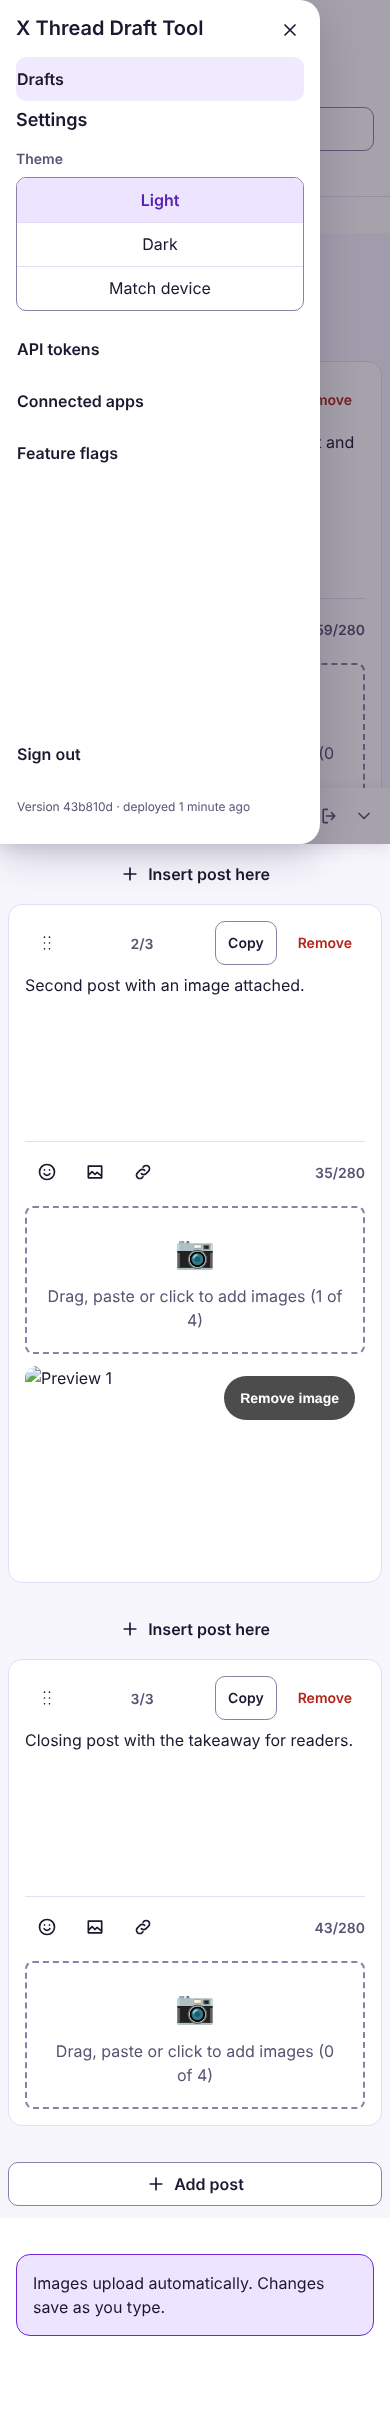 X Thread Draft Tool
Drafts
Settings
Theme
Light
Dark
Match device
API tokens
Connected apps
Feature flags
and
59/280
(0
Sign out
Version 43b810d · deployed 1 minute ago
Insert post here
2/3
Copy
Remove
Second post with an image attached.
35/280
Drag, paste or click to add images (1 of
4)
Preview 1
Remove image
Insert post here
3/3
Copy
Remove
Closing post with the takeaway for readers.
43/280
Drag, paste or click to add images (0
of 4)
Add post
Images upload automatically. Changes
save as you type.